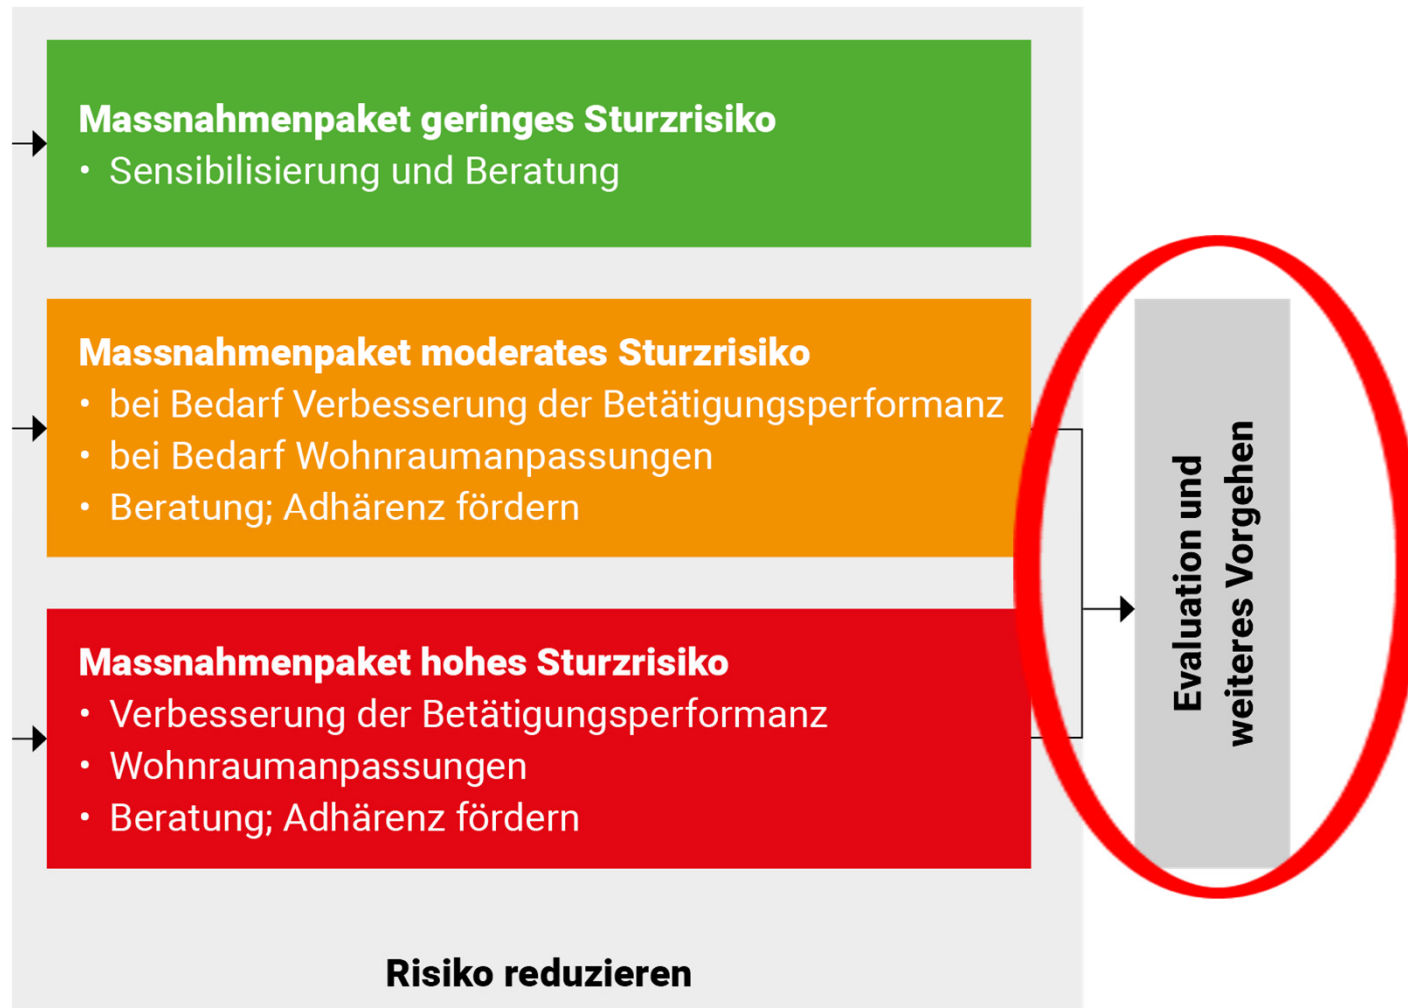 Massnahmenpaket geringes Sturzrisiko
• Sensibilisierung und Beratung
Massnahmenpaket moderates Sturzrisiko
• bei Bedarf Verbesserung der Betätigungsperformanz
• bei Bedarf Wohnraumanpassungen
• Beratung; Adhärenz fördern
Massnahmenpaket hohes Sturzrisiko
• Verbesserung der Betätigungsperformanz
• Wohnraumanpassungen
• Beratung; Adhärenz fördern
Evaluation und
weiteres Vorgehen
Risiko reduzieren